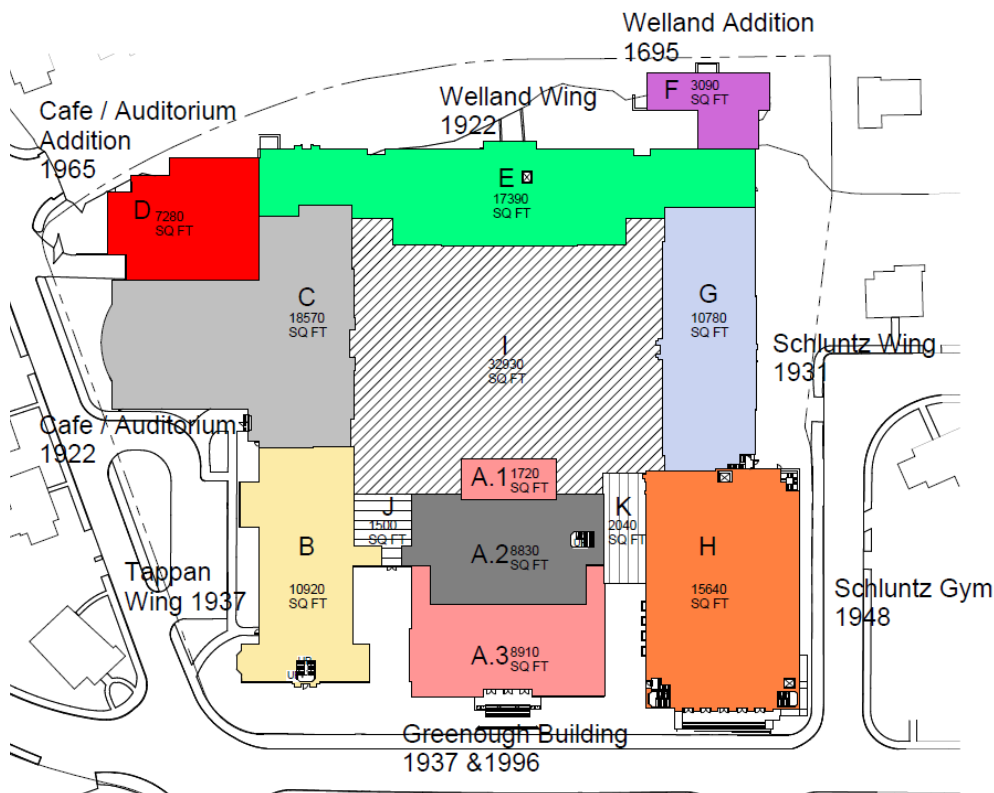 Welland Addition
1695
F 3090
SQ FT
Welland Wing
1922
Cafe / Auditorium
Addition
1965
E
17390
SQ FT
D 7280
SQ FT
C
18570
SQ FT
G
10780
SQ FT
I
32930
SQ FT
Schluntz Wing
1931
Cafe / Auditorium
1922
A.1 1720
SQ FT
J
1500
SQ FT
K
2040
SQ FT
B
10920
SQ FT
A.2 8830
SQ FT
H
15640
SQ FT
Tappan
Wing 1937
Schluntz Gym
1948
A.3 8910
SQ FT
Greenough Building
1937 &1996